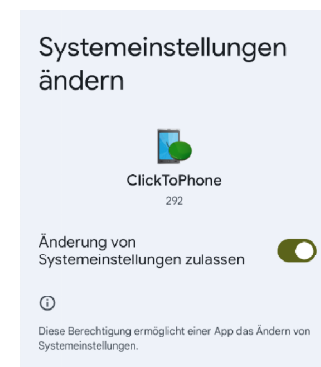 Systemeinstellungen
ändern
ClickToPhone
292
Änderung von
Systemeinstellungen zulassen
Diese Berechtigung ermöglicht einer App das Ändern von
Systemeinstellungen.